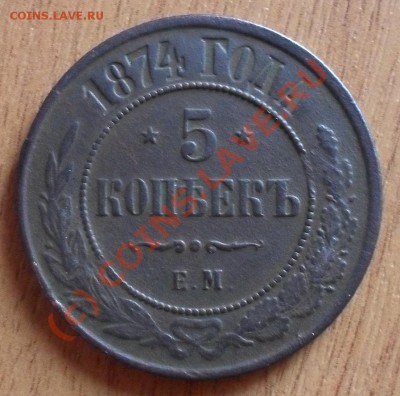 COINS.LAVE.RU
1874 ГОДА
5
КОПѢЕКЪ
Е.М.
(c) COINS.LAVE.RU